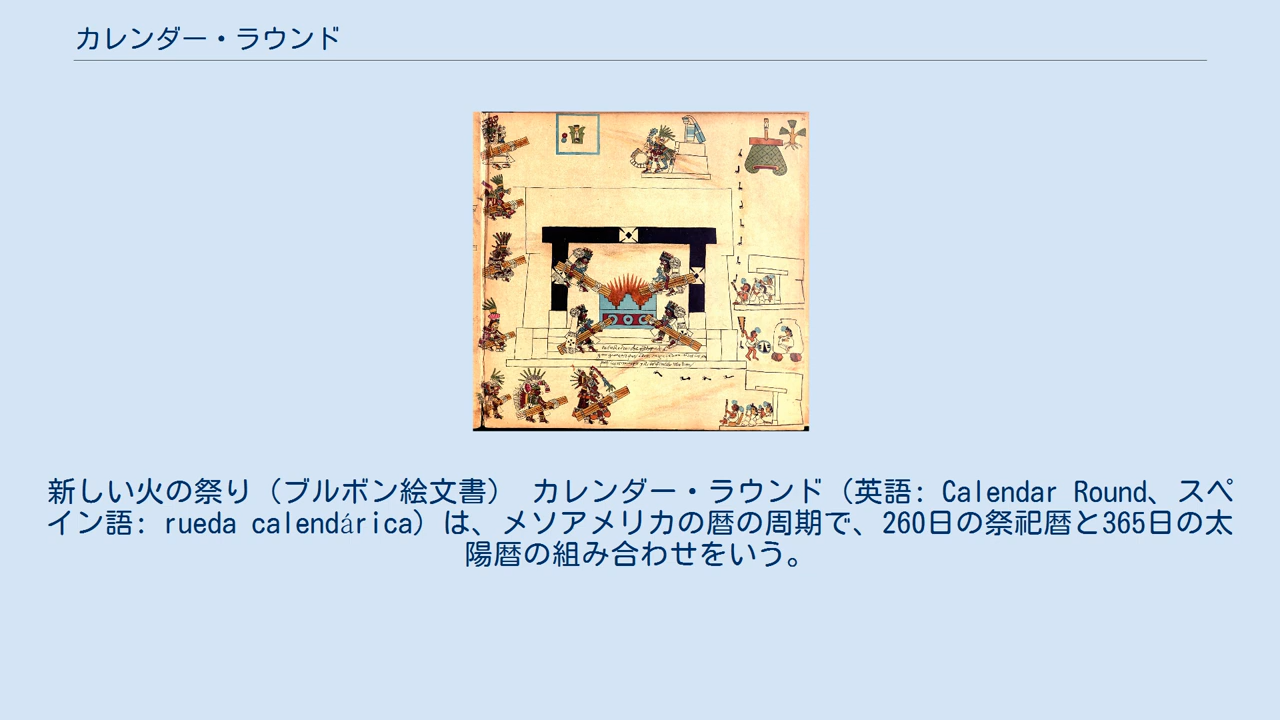 カレンダー・ラウンド
新しい火の祭り（ブルボン絵文書） カレンダー・ラウンド（英語: Calendar Round、スペ
イン語: rueda calendárica）は、メソアメリカの暦の周期で、260日の祭祀暦と365日の太
陽暦の組み合わせをいう。